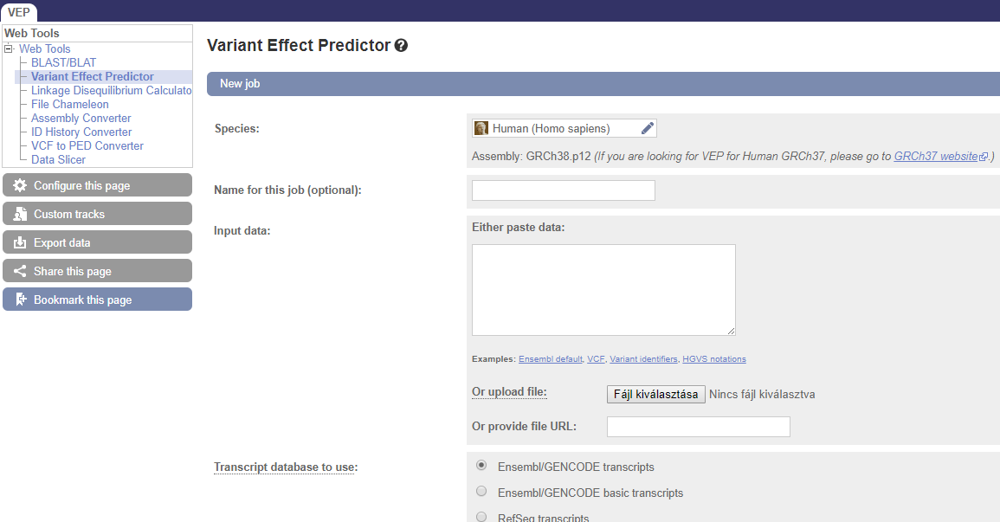 VEP
Web Tools
Web Tools
BLAST/BLAT
Variant Effect Predictor
Linkage Disequilibrium Calculato
File Chameleon
Assembly Converter
ID History Converter
VCF to PED Converter
Data Slicer
Configure this page
Custom tracks
Export data
Share this page
Bookmark this page
Variant Effect Predictor ?
New job
Species:
Human (Homo sapiens)
Assembly: GRCh38.p12 (If you are looking for VEP for Human GRCh37, please go to GRCh37 website.)
Name for this job (optional):
Input data:
Either paste data:
Examples: Ensembl default, VCF, Variant identifiers, HGVS notations
Or upload file: Fájl kiválasztása Nincs fájl kiválasztva
Or provide file URL:
Transcript database to use:
Ensembl/GENCODE transcripts
Ensembl/GENCODE basic transcripts
RefSeq transcripts